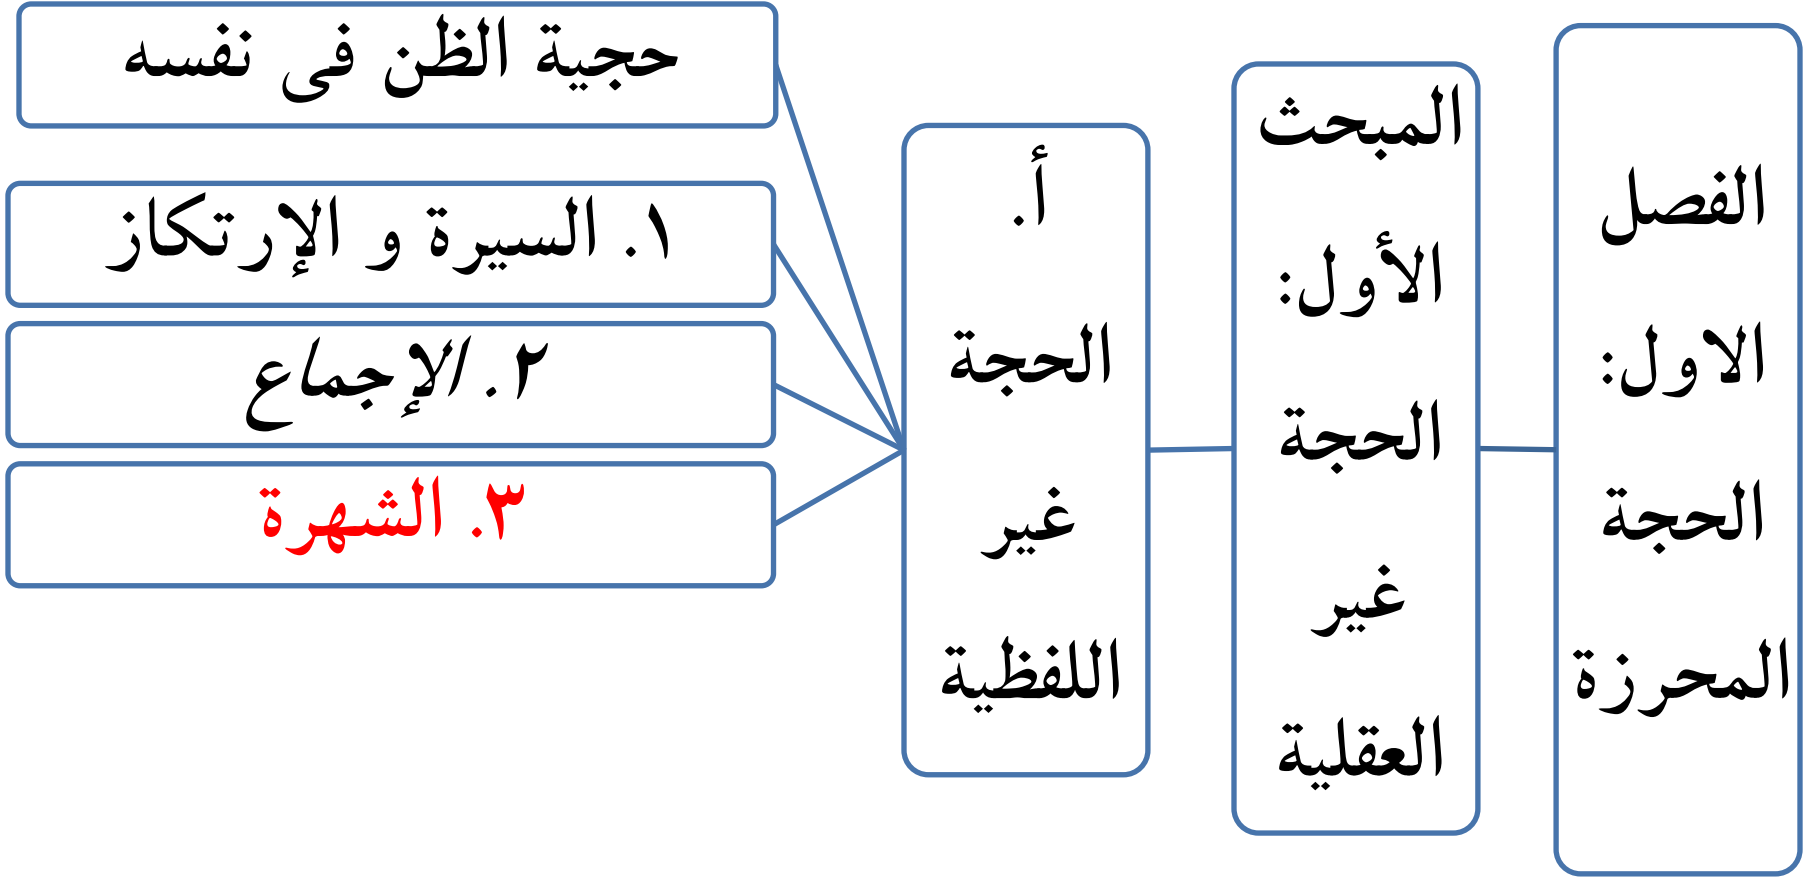 الفصل
الاول:
الحجة
المحرزة
المبحث
الأول:
الحجة
غير
العقلية
أ.
الحجة
غير
اللفظية
حجية الظن فى نفسه
١. السيرة و الإرتكاز
٢. الإجماع
٣. الشهرة